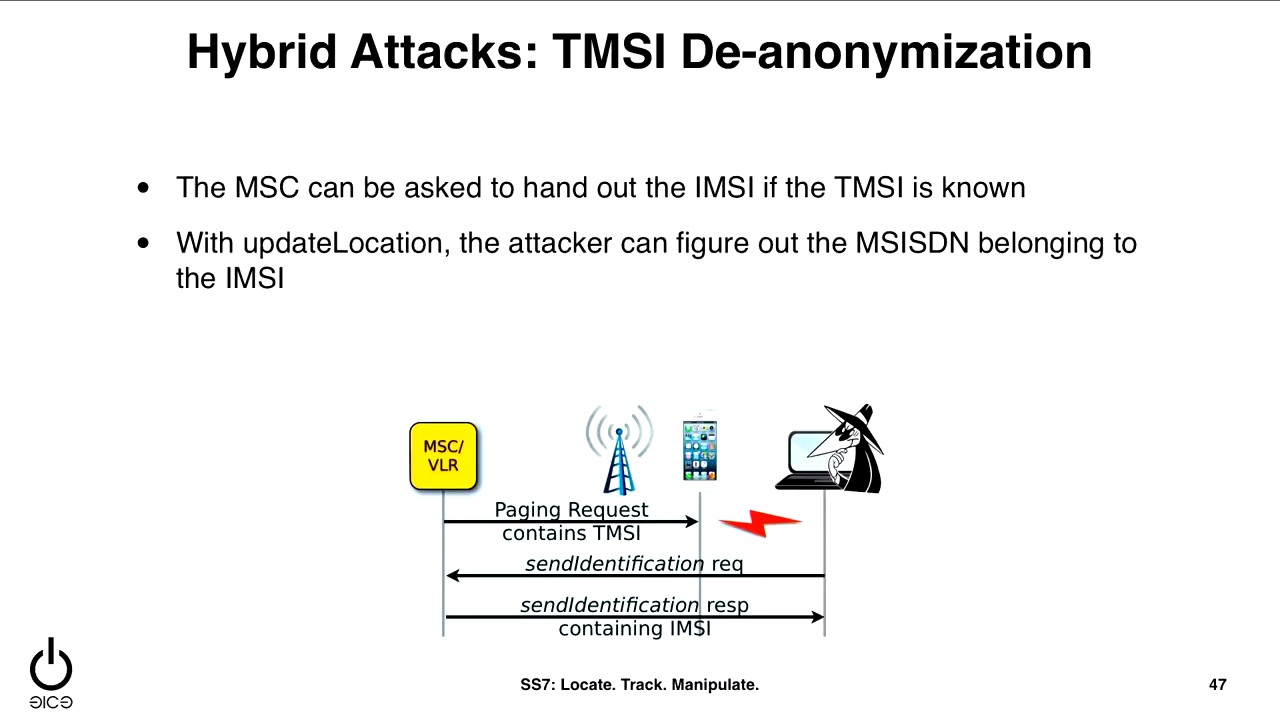 Hybrid Attacks: TMSI De-anonymization
• The MSC can be asked to hand out the IMSI if the TMSI is known
• With updateLocation, the attacker can figure out the MSISDN belonging to
the IMSI
MSC/
VLR
Paging Request
contains TMSI
sendIdentification req
sendIdentification resp
containing IMSI
SS7: Locate. Track. Manipulate.
47